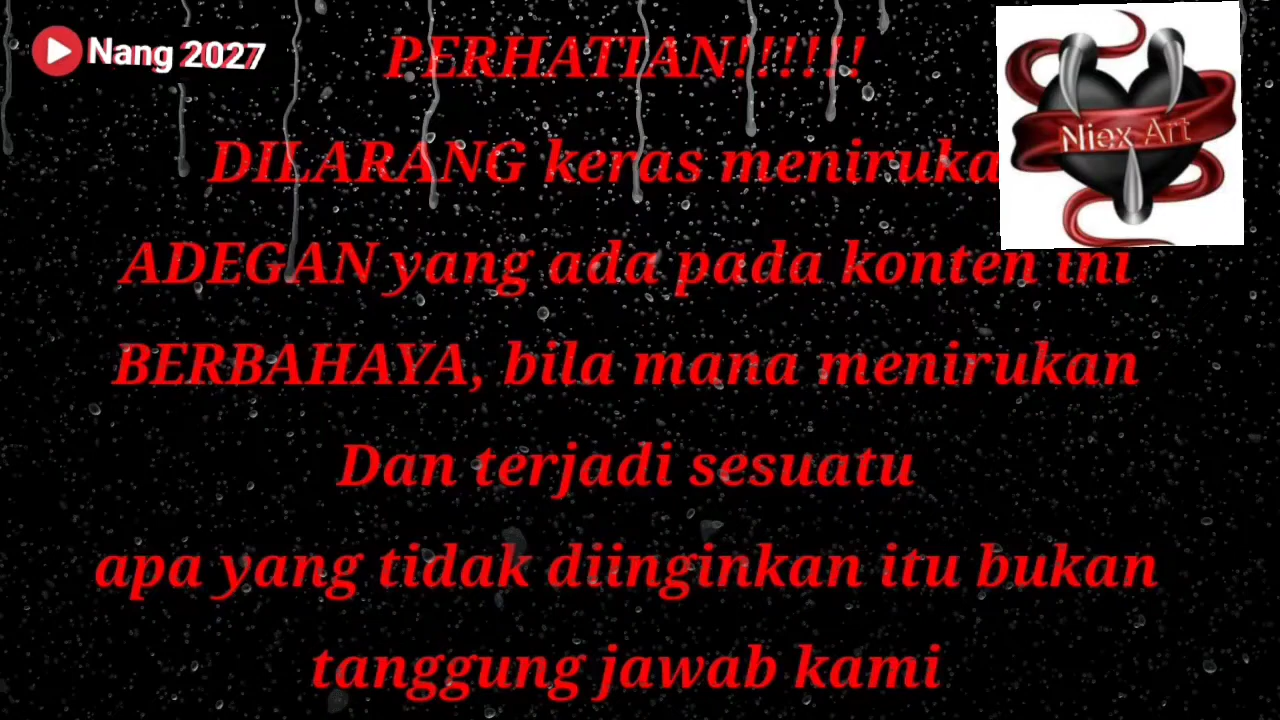 Nang 2027
PERHATIAN!!!!!!
Niex Art
DILARANG keras meniruka
ADEGAN yang ada pada konten ini
BERBAHAYA, bila mana menirukan
Dan terjadi sesuatu
apa yang tidak diinginkan itu bukan
tanggung jawab kami